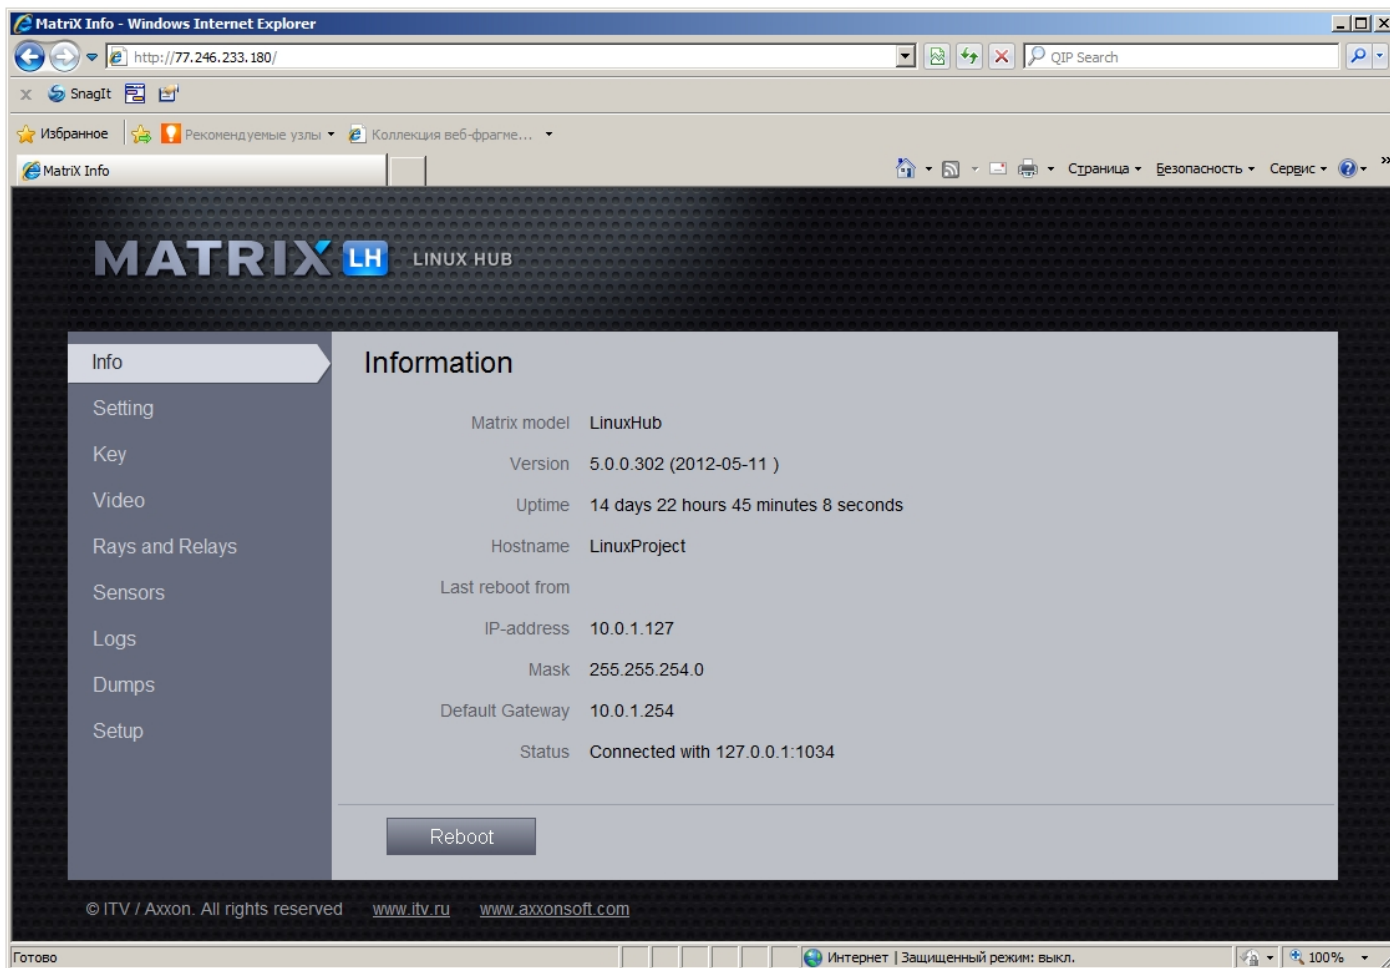 MatriX Info - Windows Internet Explorer
http://77.246.233.180/
QIP Search
x SnagIt
Избранное Рекомендуемые узлы Коллекция веб-фрагме...
MatriX Info
Страница Безопасность Сервис
MATRIX LH LINUX HUB
Info
Setting
Key
Video
Rays and Relays
Sensors
Logs
Dumps
Setup
Information
Matrix model LinuxHub
Version 5.0.0.302 (2012-05-11 )
Uptime 14 days 22 hours 45 minutes 8 seconds
Hostname LinuxProject
Last reboot from
IP-address 10.0.1.127
Mask 255.255.254.0
Default Gateway 10.0.1.254
Status Connected with 127.0.0.1:1034
Reboot
© ITV / Axxon. All rights reserved www.itv.ru www.axxonsoft.com
Готово Интернет | Защищенный режим: выкл. 100%